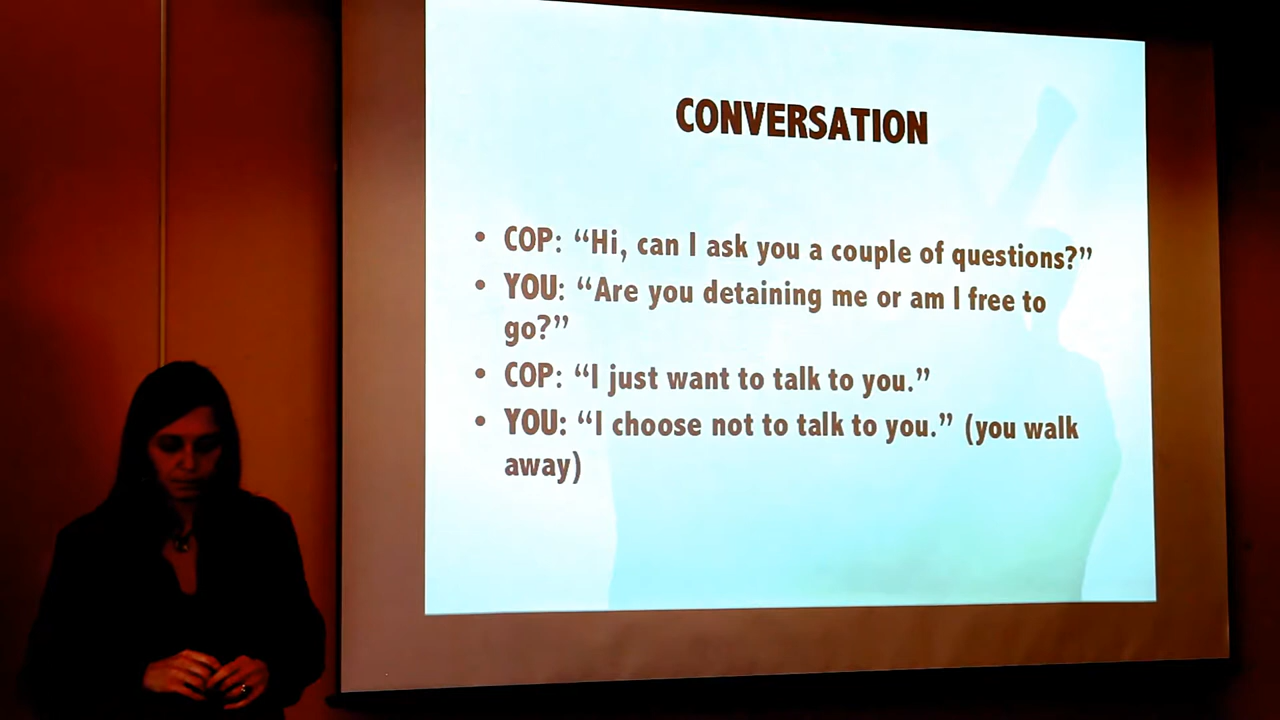 CONVERSATION
• COP: “Hi, can I ask you a couple of questions?”
• YOU: “Are you detaining me or am I free to
go?”
• COP: “I just want to talk to you.”
• YOU: “I choose not to talk to you.” (you walk
away)